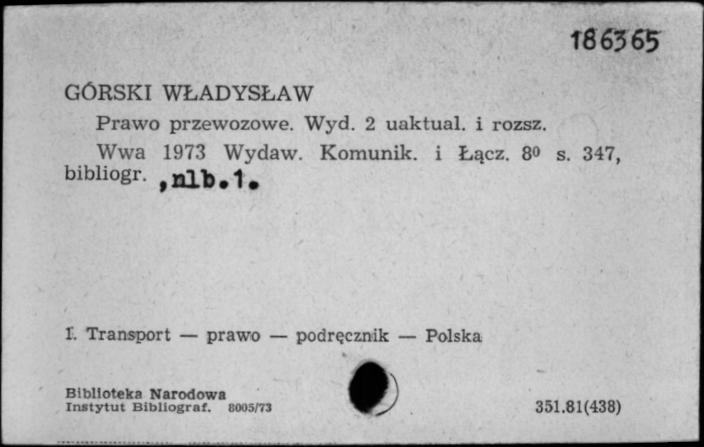 186365
GÓRSKI WŁADYSŁAW
Prawo przewozowe. Wyd. 2 uaktual. i rozsz.
Wwa 1973 Wydaw. Komunik. i Łącz. 8⁰ s. 347,
bibliogr. ,nlb.1.
I. Transport — prawo — podręcznik — Polska
Biblioteka Narodowa
Instytut Bibliograf. 8005/73
351.81(438)